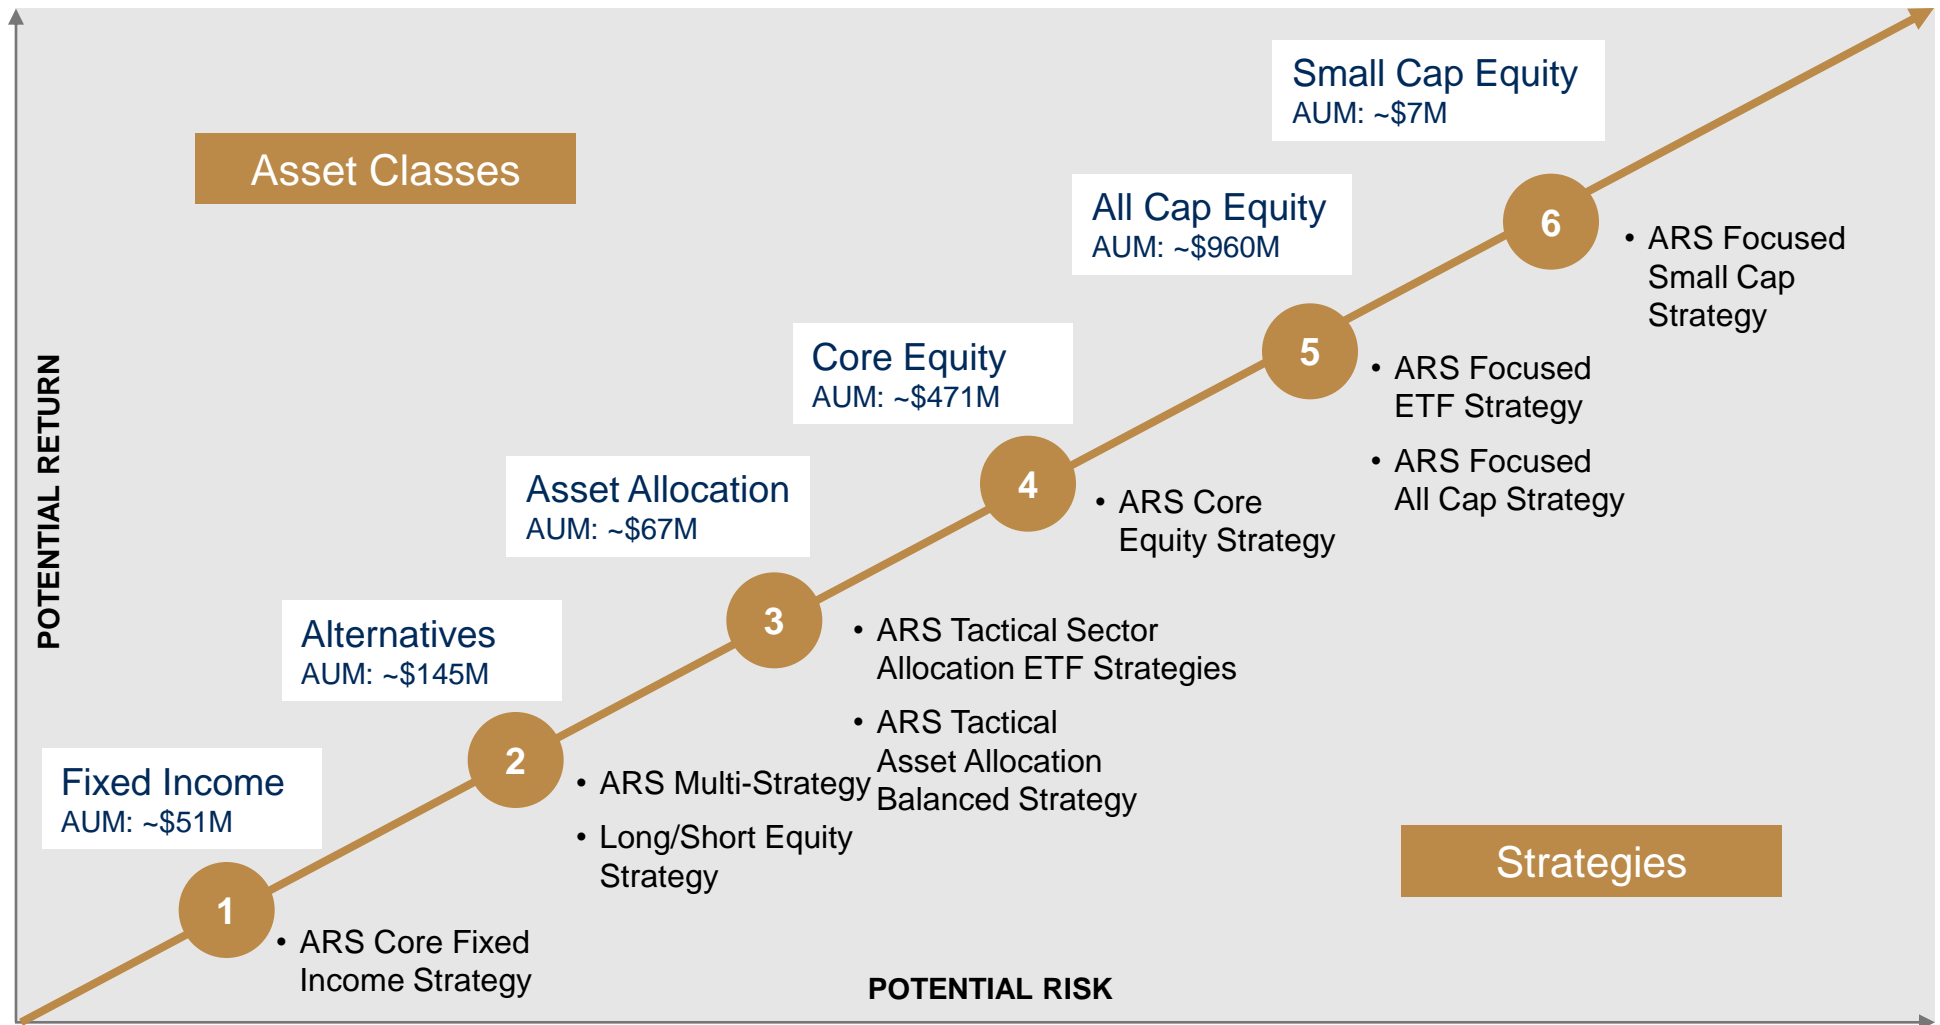 Small Cap Equity
AUM: ~$7M
Asset Classes
All Cap Equity
AUM: ~$960M
6
• ARS Focused
Small Cap
Strategy
Core Equity
AUM: ~$471M
5
• ARS Focused
ETF Strategy
• ARS Focused
All Cap Strategy
POTENTIAL RETURN
Asset Allocation
AUM: ~$67M
4
• ARS Core
Equity Strategy
Alternatives
AUM: ~$145M
3
• ARS Tactical Sector
Allocation ETF Strategies
• ARS Tactical
Asset Allocation
Balanced Strategy
Fixed Income
AUM: ~$51M
2
• ARS Multi-Strategy
• Long/Short Equity
Strategy
Strategies
1
• ARS Core Fixed
Income Strategy
POTENTIAL RISK